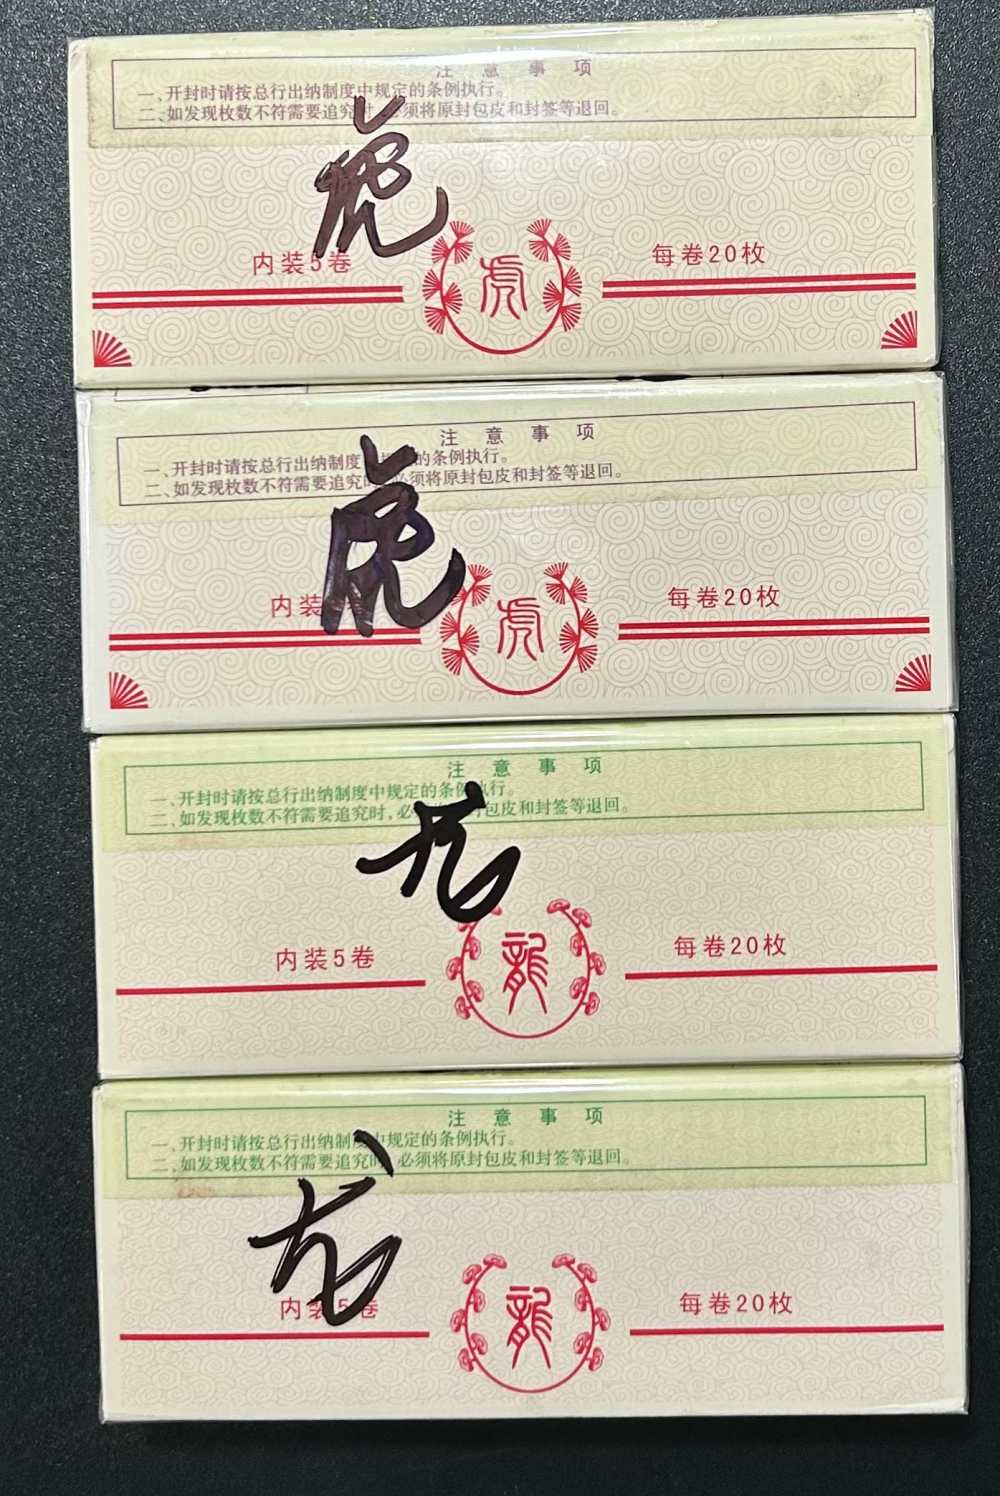 注 意 事 项
一、开封时请按总行出纳制度中规定的条例执行。
二、如发现枚数不符需要追究时，必须将原封包皮和封签等退回。
虎
内装5卷 虎 每卷20枚
注 意 事 项
一、开封时请按总行出纳制度 规 的条例执行。
二、如发现枚数不符需要追究 必须将原封包皮和封签等退回。
虎
内装 卷 虎 每卷20枚
注 意 事 项
一、开封时请按总行出纳制度中规定的条例执行。
二、如发现枚数不符需要追究时，必 包皮和封签等退回。
龙
内装5卷 龍 每卷20枚
注 意 事 项
一、开封时请按总行出纳制度中规定的条例执行。
二、如发现枚数不符需要追究时，必须将原封包皮和封签等退回。
龙
内装5卷 龍 每卷20枚